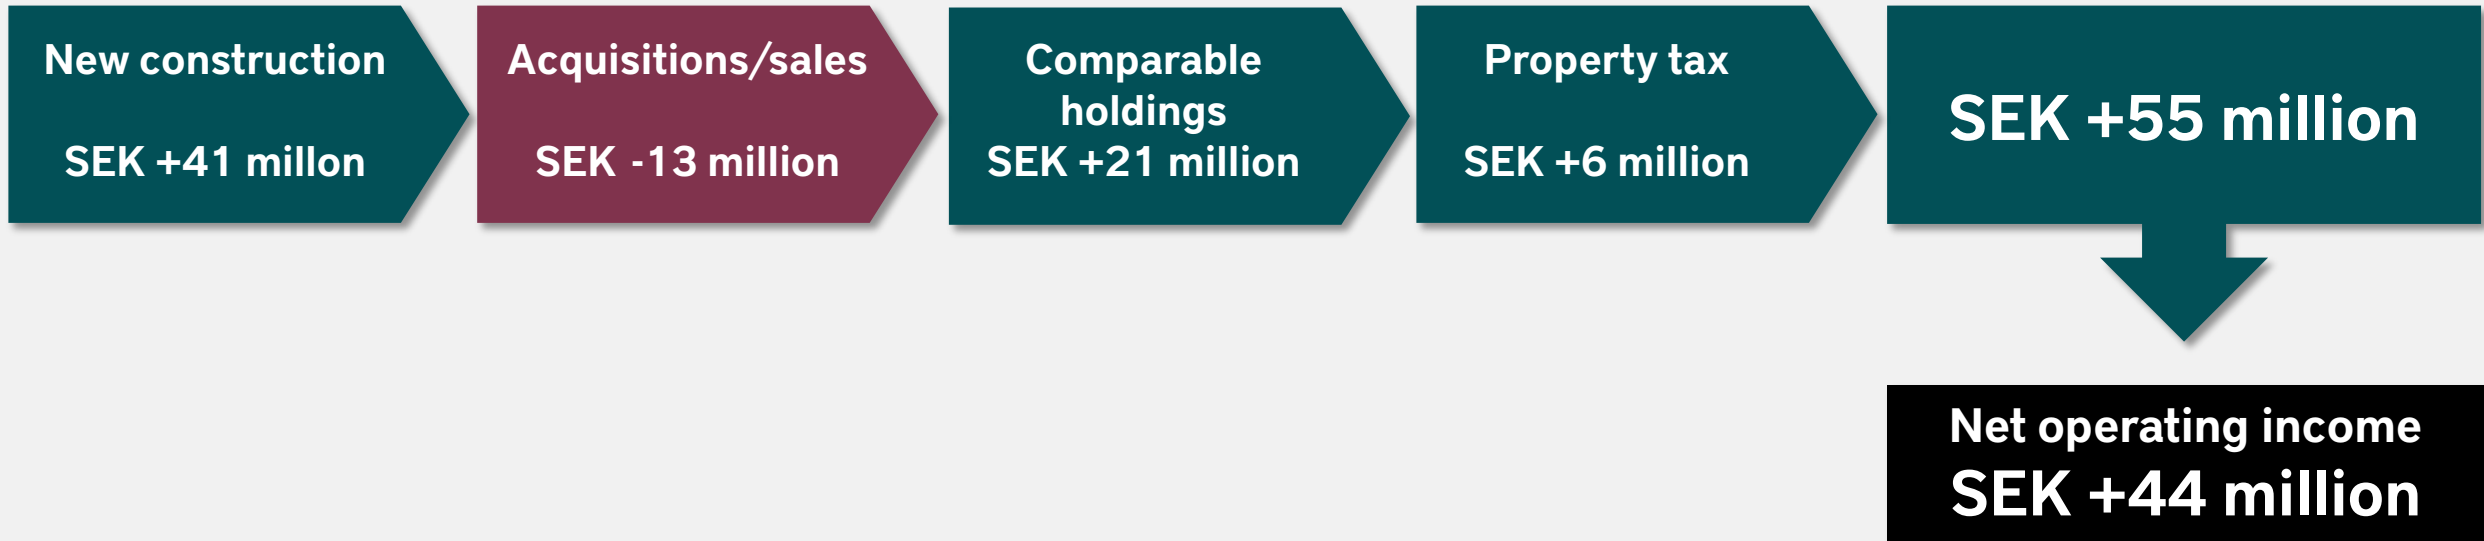 New construction
SEK +41 millon
Acquisitions/sales
SEK -13 million
Comparable
holdings
SEK +21 million
Property tax
SEK +6 million
SEK +55 million
Net operating income
SEK +44 million